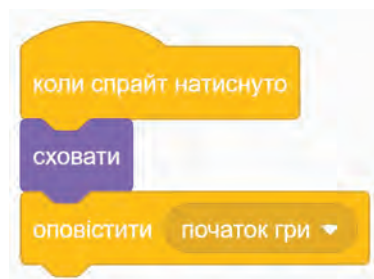 коли спрайт натиснуто
сховати
оповістити початок гри